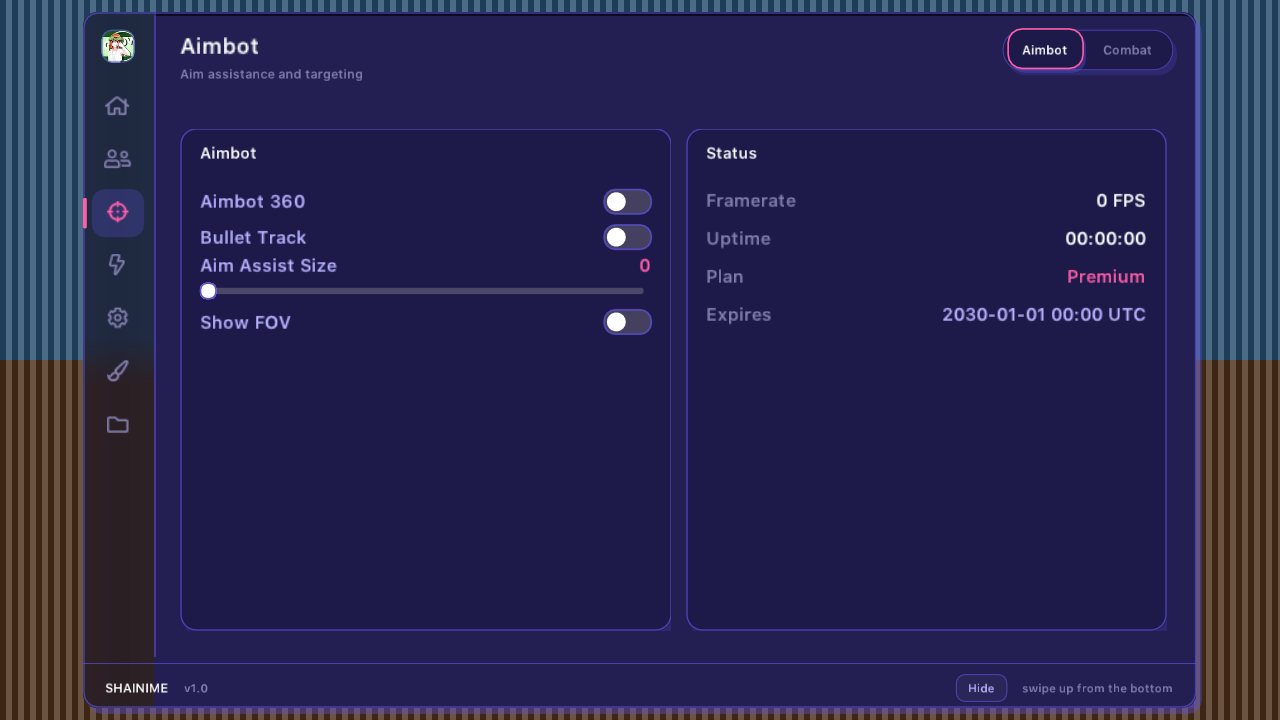 Aimbot
Aim assistance and targeting
Aimbot
Combat
Aimbot
Aimbot 360
Bullet Track
Aim Assist Size 0
Show FOV
Status
Framerate 0 FPS
Uptime 00:00:00
Plan Premium
Expires 2030-01-01 00:00 UTC
SHAINIME v1.0
Hide swipe up from the bottom